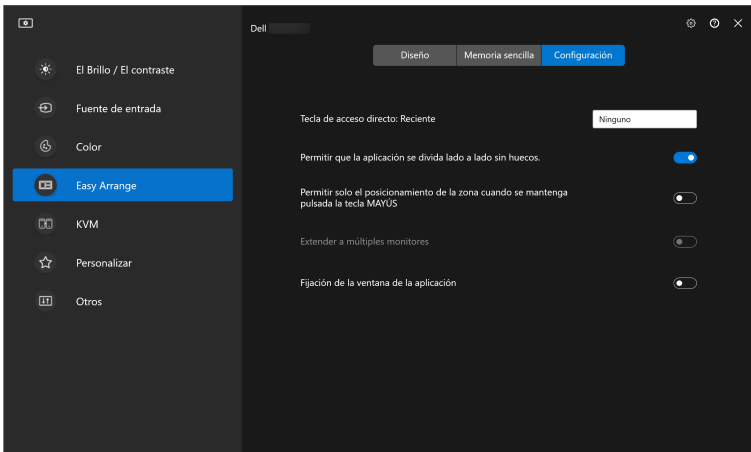 Dell
Diseño
Memoria sencilla
Configuración
El Brillo / El contraste
Fuente de entrada
Color
Easy Arrange
KVM
Personalizar
Otros
Tecla de acceso directo: Reciente
Ninguno
Permitir que la aplicación se divida lado a lado sin huecos.
Permitir solo el posicionamiento de la zona cuando se mantenga
pulsada la tecla MAYÚS
Extender a múltiples monitores
Fijación de la ventana de la aplicación